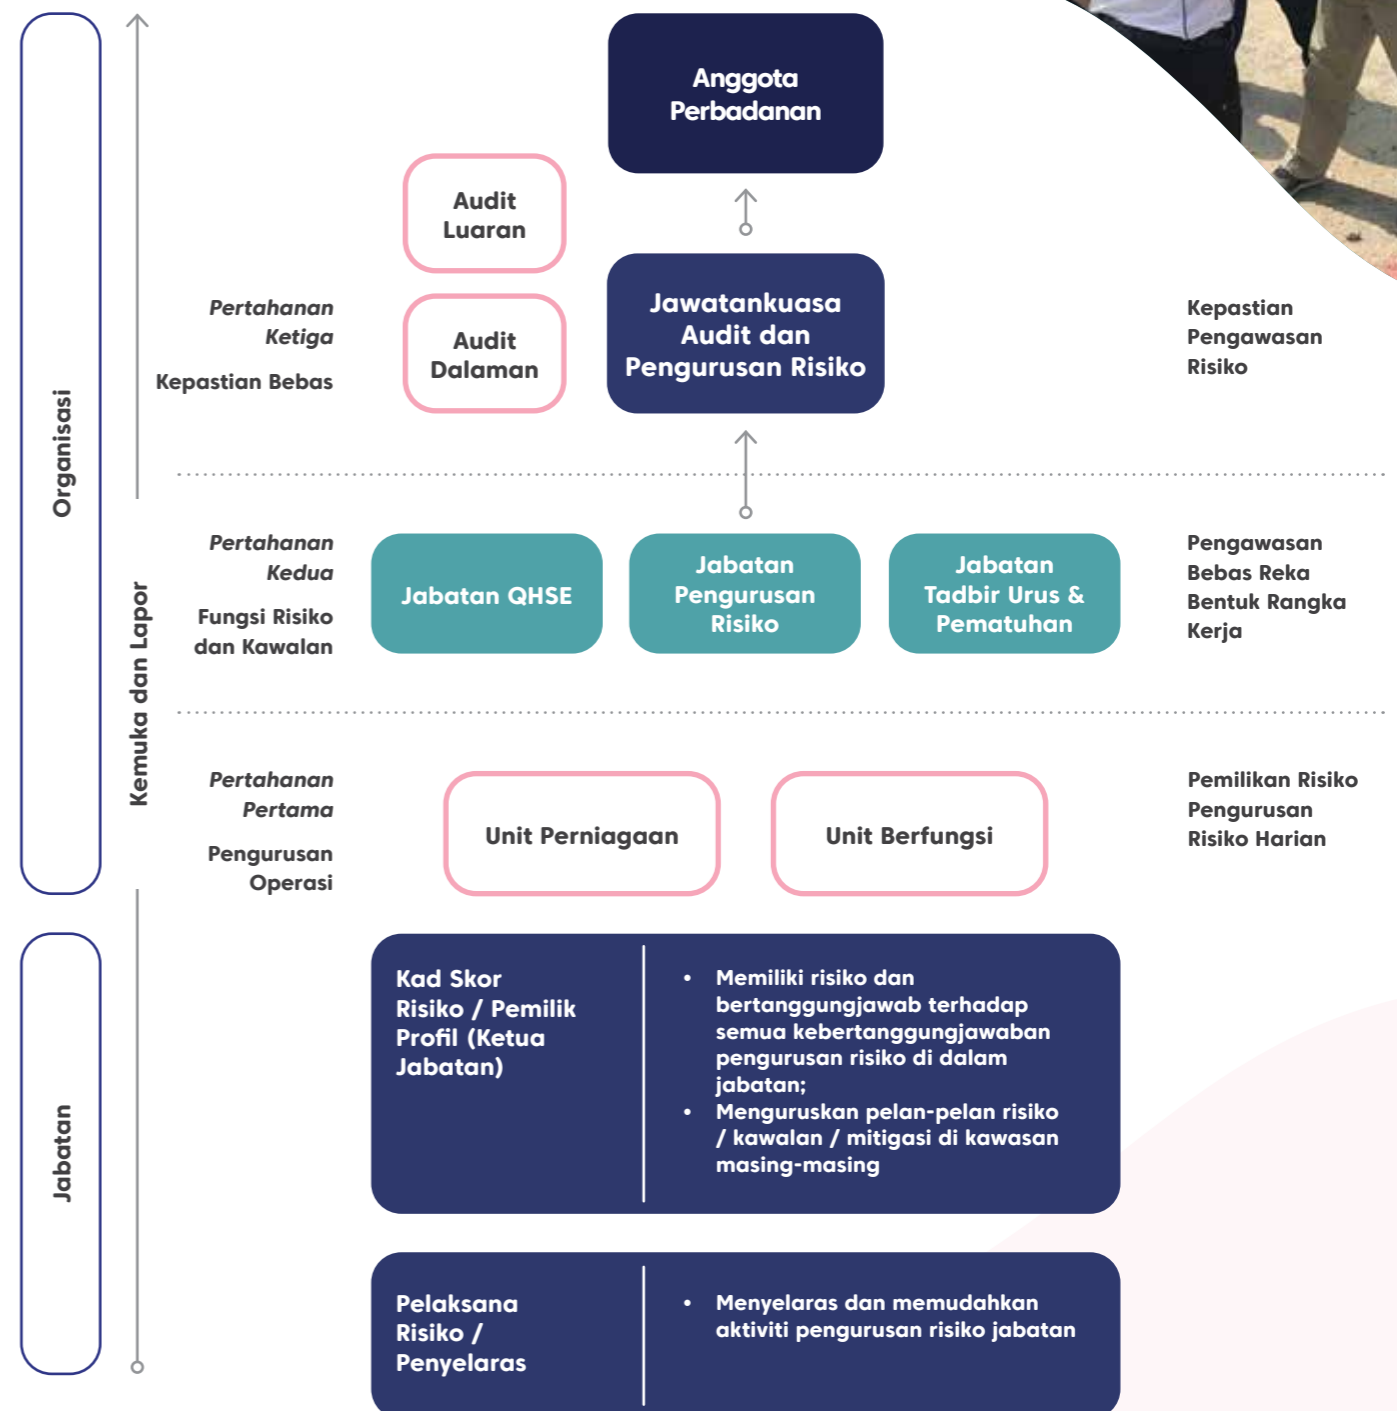 Organisasi
Kemuka dan Lapor
Jabatan
Anggota
Perbadanan
Audit
Luaran
Pertahanan
Ketiga
Kepastian Bebas
Audit
Dalaman
Jawatankuasa
Audit dan
Pengurusan Risiko
Kepastian
Pengawasan
Risiko
Pertahanan
Kedua
Fungsi Risiko
dan Kawalan
Jabatan QHSE
Jabatan
Pengurusan
Risiko
Jabatan
Tadbir Urus &
Pematuhan
Pengawasan
Bebas Reka
Bentuk Rangka
Kerja
Pertahanan
Pertama
Pengurusan
Operasi
Unit Perniagaan
Unit Berfungsi
Pemilikan Risiko
Pengurusan
Risiko Harian
Kad Skor
Risiko / Pemilik
Profil (Ketua
Jabatan)
• Memiliki risiko dan
bertanggungjawab terhadap
semua kebertanggungjawaban
pengurusan risiko di dalam
jabatan;
• Menguruskan pelan-pelan risiko
/ kawalan / mitigasi di kawasan
masing-masing
Pelaksana
Risiko /
Penyelaras
• Menyelaras dan memudahkan
aktiviti pengurusan risiko jabatan